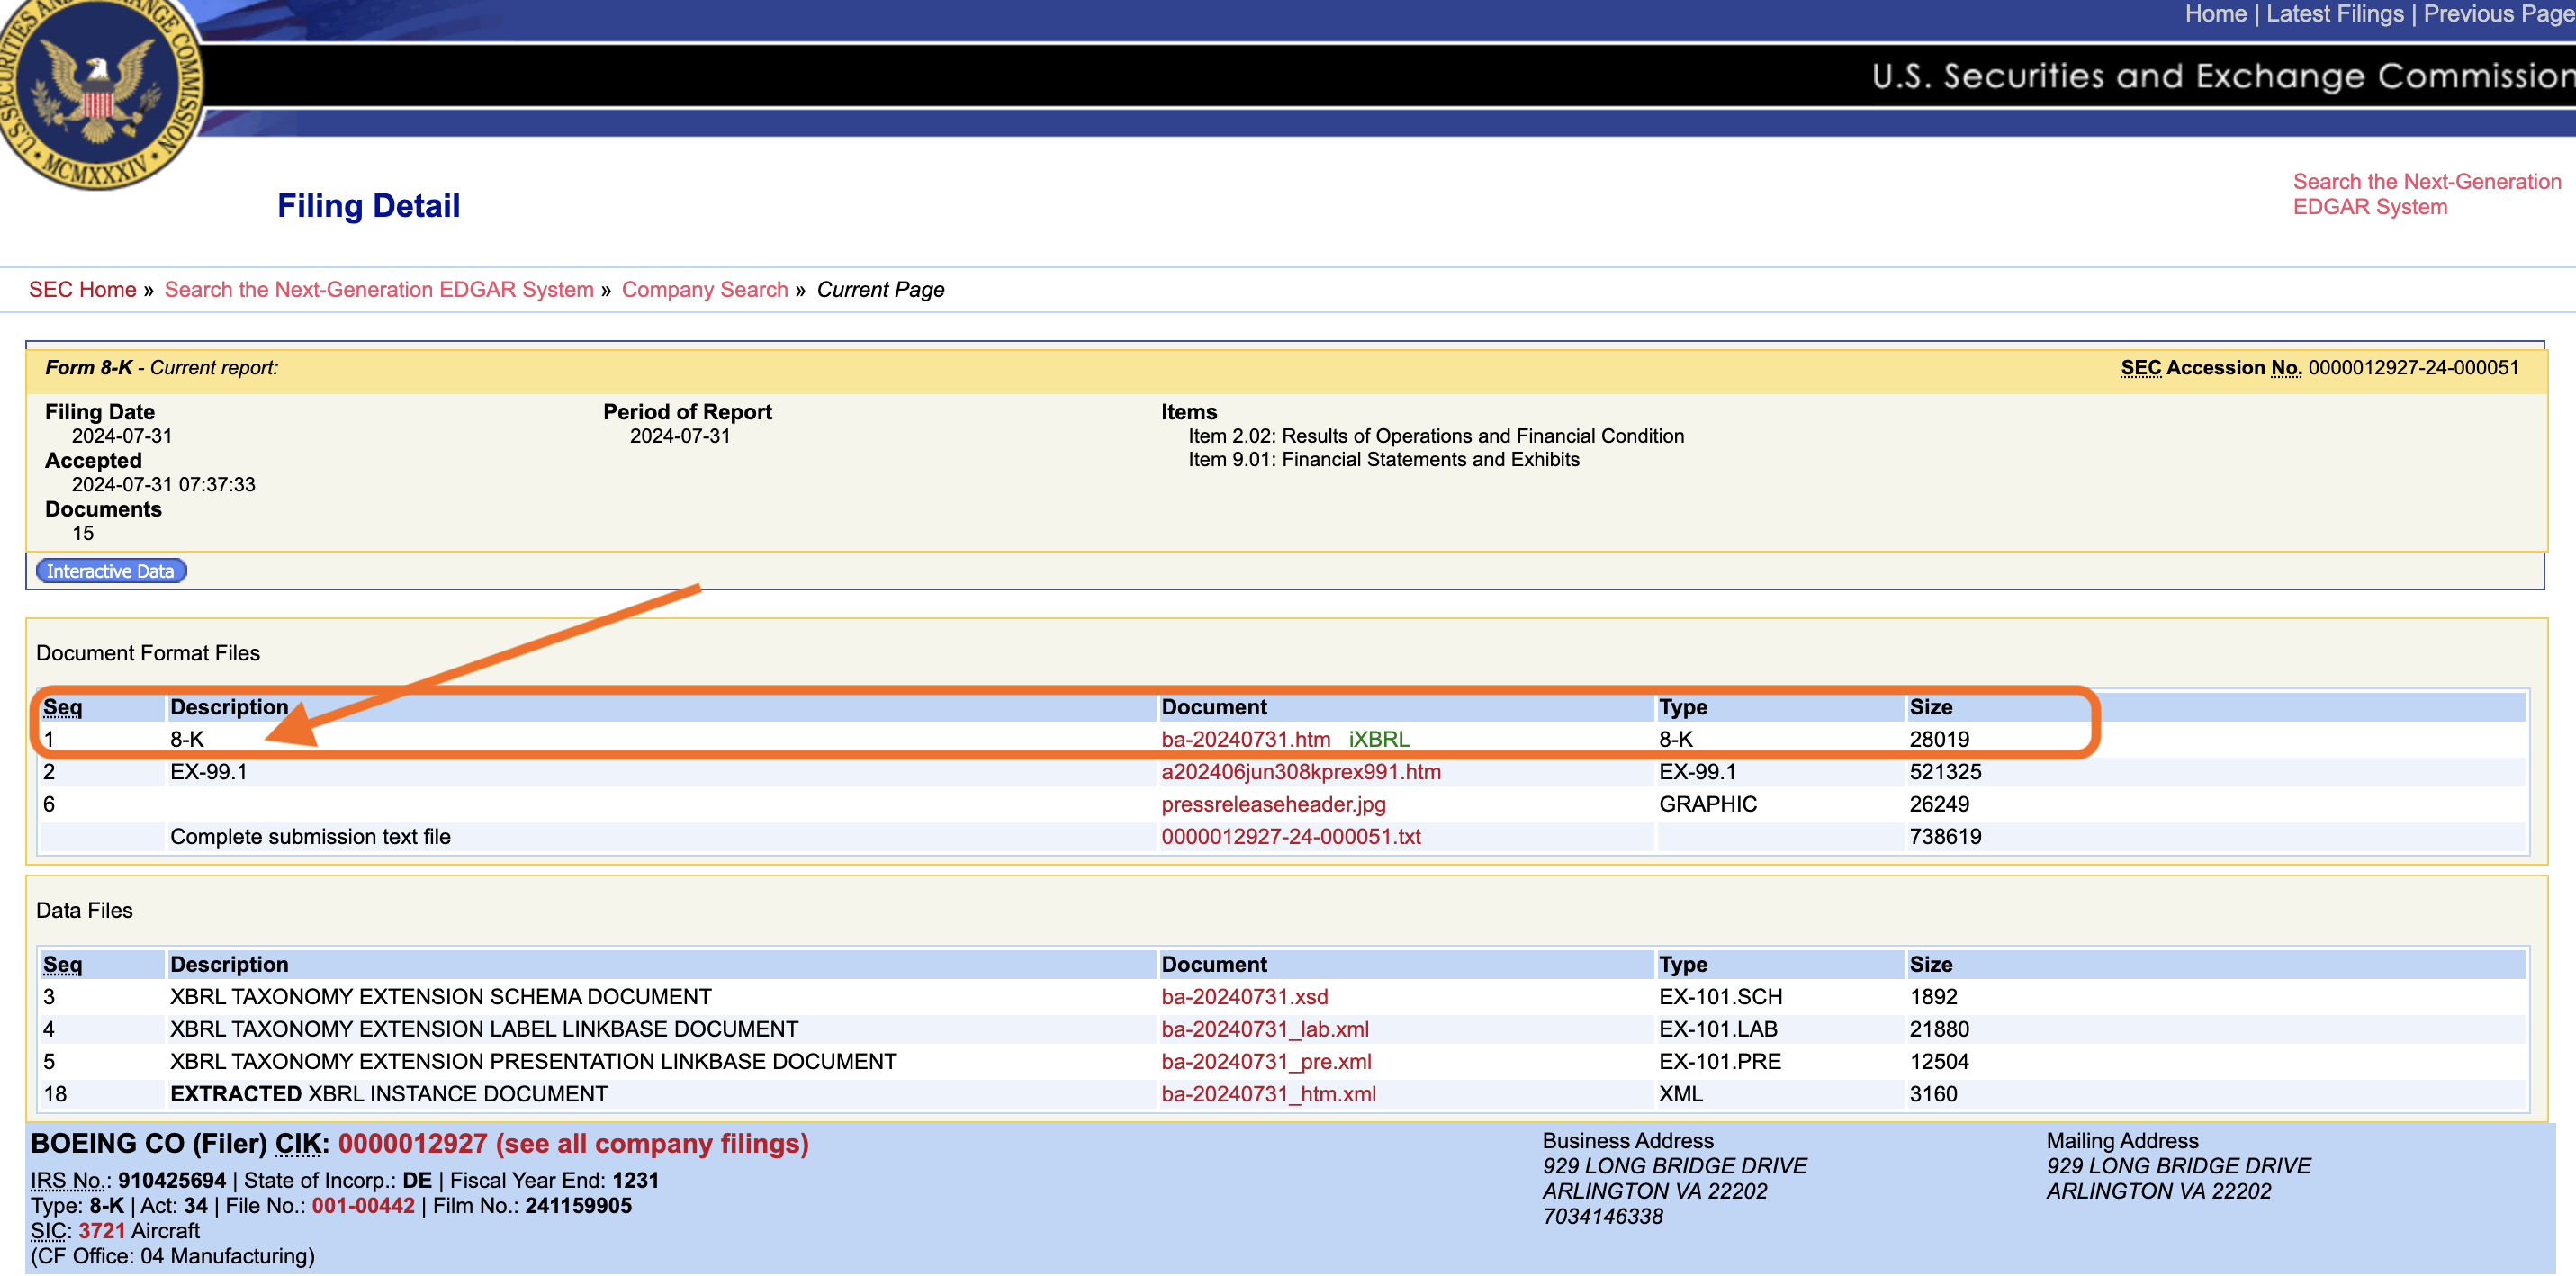 Home | Latest Filings | Previous Page
U.S. Securities and Exchange Commission
MCMXXXIV
Filing Detail
Search the Next-Generation
EDGAR System
SEC Home » Search the Next-Generation EDGAR System » Company Search » Current Page
Form 8-K - Current report: SEC Accession No. 0000012927-24-000051
Filing Date Period of Report Items
2024-07-31 2024-07-31 Item 2.02: Results of Operations and Financial Condition
Accepted Item 9.01: Financial Statements and Exhibits
2024-07-31 07:37:33
Documents
15
Interactive Data
Document Format Files
Seq Description Document Type Size
1 8-K ba-20240731.htm iXBRL 8-K 28019
2 EX-99.1 a202406jun308kprex991.htm EX-99.1 521325
6 pressreleaseheader.jpg GRAPHIC 26249
Complete submission text file 0000012927-24-000051.txt 738619
Data Files
Seq Description Document Type Size
3 XBRL TAXONOMY EXTENSION SCHEMA DOCUMENT ba-20240731.xsd EX-101.SCH 1892
4 XBRL TAXONOMY EXTENSION LABEL LINKBASE DOCUMENT ba-20240731_lab.xml EX-101.LAB 21880
5 XBRL TAXONOMY EXTENSION PRESENTATION LINKBASE DOCUMENT ba-20240731_pre.xml EX-101.PRE 12504
18 EXTRACTED XBRL INSTANCE DOCUMENT ba-20240731_htm.xml XML 3160
BOEING CO (Filer) CIK: 0000012927 (see all company filings)
IRS No.: 910425694 | State of Incorp.: DE | Fiscal Year End: 1231
Type: 8-K | Act: 34 | File No.: 001-00442 | Film No.: 241159905
SIC: 3721 Aircraft
(CF Office: 04 Manufacturing)
Business Address
929 LONG BRIDGE DRIVE
ARLINGTON VA 22202
7034146338
Mailing Address
929 LONG BRIDGE DRIVE
ARLINGTON VA 22202